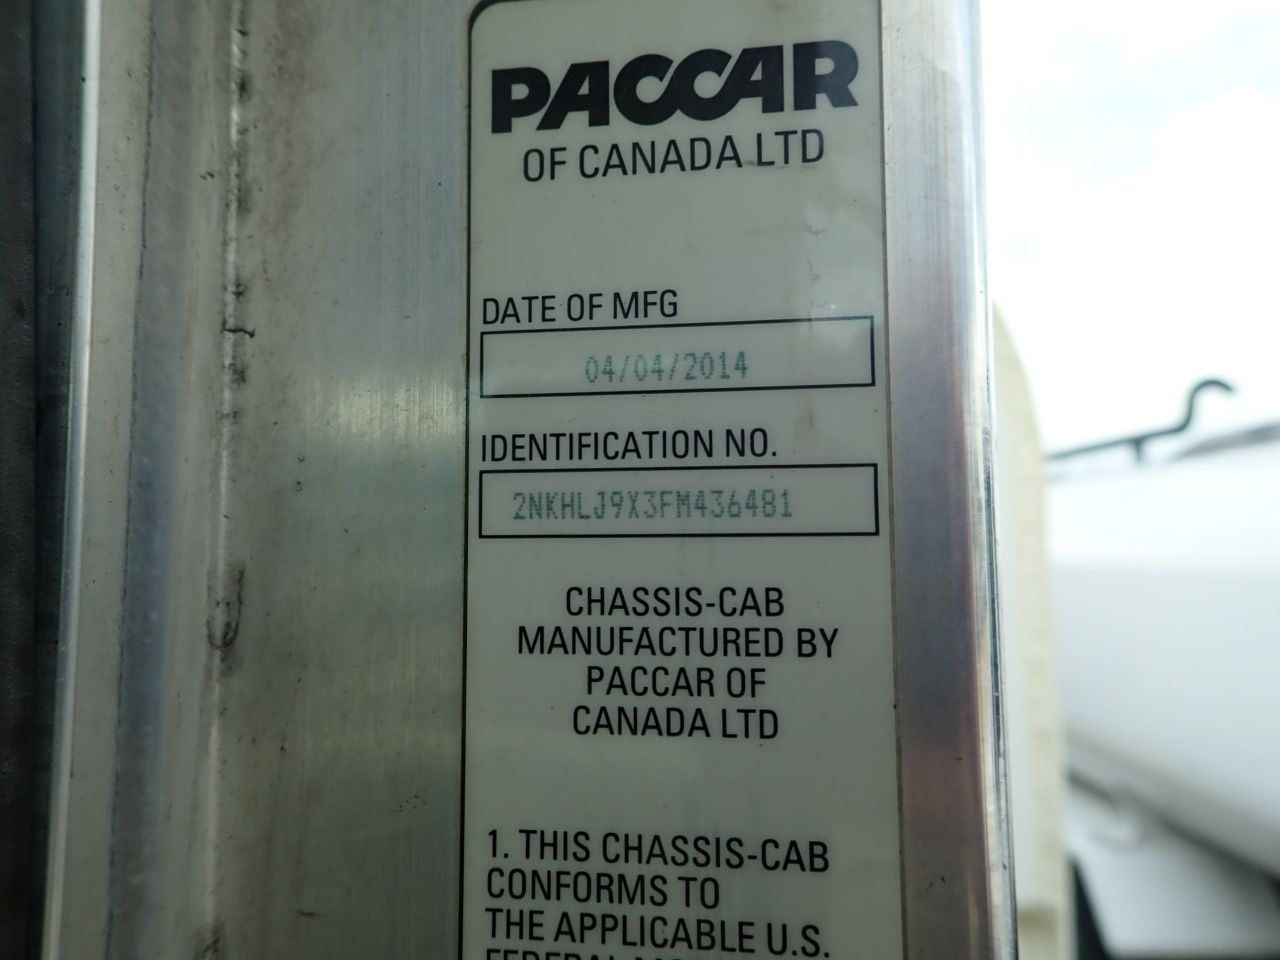 PACCAR
OF CANADA LTD
DATE OF MFG
04/04/2014
IDENTIFICATION NO.
2NKHLJ9X3FM436481
CHASSIS-CAB
MANUFACTURED BY
PACCAR OF
CANADA LTD
1. THIS CHASSIS-CAB
CONFORMS TO
THE APPLICABLE U.S.